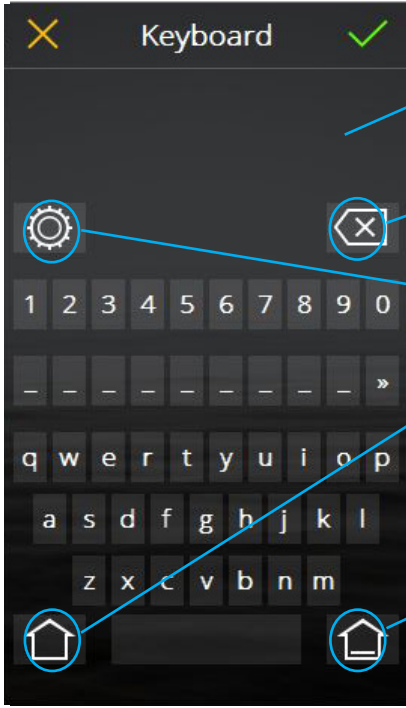 Keyboard
1 2 3 4 5 6 7 8 9 0
_ _ _ _ _ _ _ _ _ »
q w e r t y u i o p
a s d f g h j k l
z x c v b n m